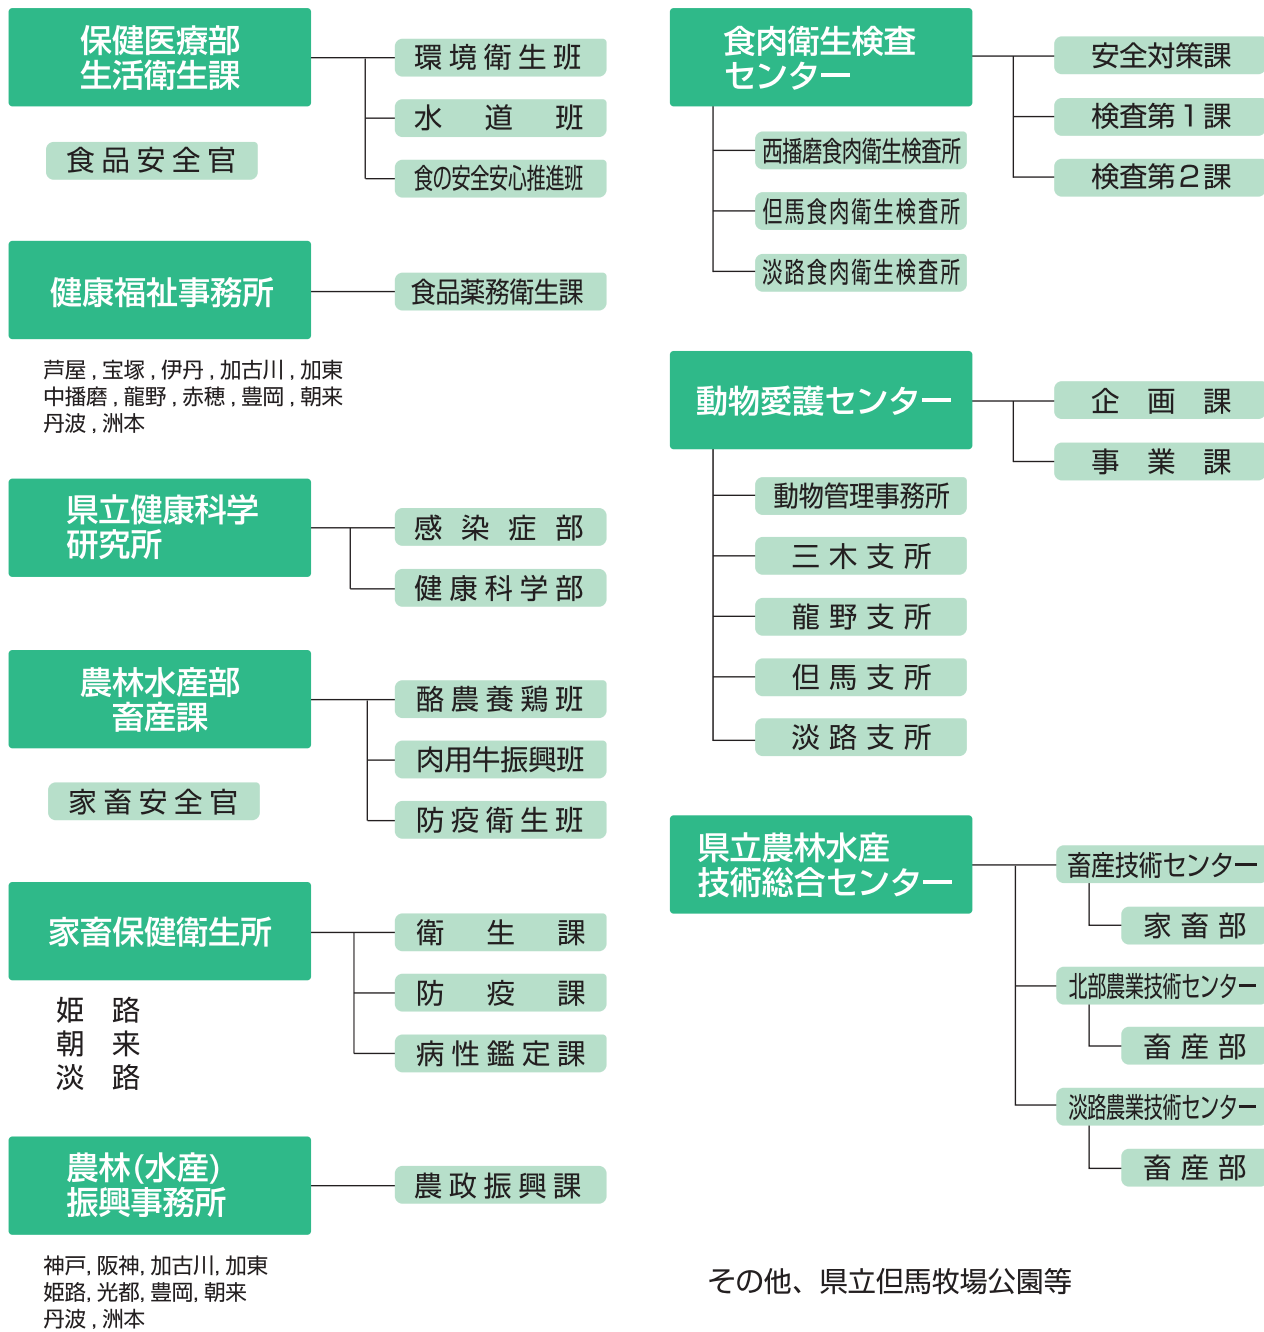 保健医療部
生活衛生課
環境衛生班
水道班
食の安全安心推進班
食品安全官
健康福祉事務所
食品薬務衛生課
芦屋 , 宝塚 , 伊丹 , 加古川 , 加東
中播磨 , 龍野 , 赤穂 , 豊岡 , 朝来
丹波 , 洲本
県立健康科学
研究所
感染症部
健康科学部
農林水産部
畜産課
酪農養鶏班
肉用牛振興班
防疫衛生班
家畜安全官
家畜保健衛生所
衛生課
防疫課
病性鑑定課
姫路
朝来
淡路
農林(水産)
振興事務所
農政振興課
神戸, 阪神, 加古川, 加東
姫路, 光都, 豊岡, 朝来
丹波 , 洲本
食肉衛生検査
センター
安全対策課
検査第1課
検査第2課
西播磨食肉衛生検査所
但馬食肉衛生検査所
淡路食肉衛生検査所
動物愛護センター
企画課
事業課
動物管理事務所
三木支所
龍野支所
但馬支所
淡路支所
県立農林水産
技術総合センター
畜産技術センター
家畜部
北部農業技術センター
畜産部
淡路農業技術センター
畜産部
その他、県立但馬牧場公園等